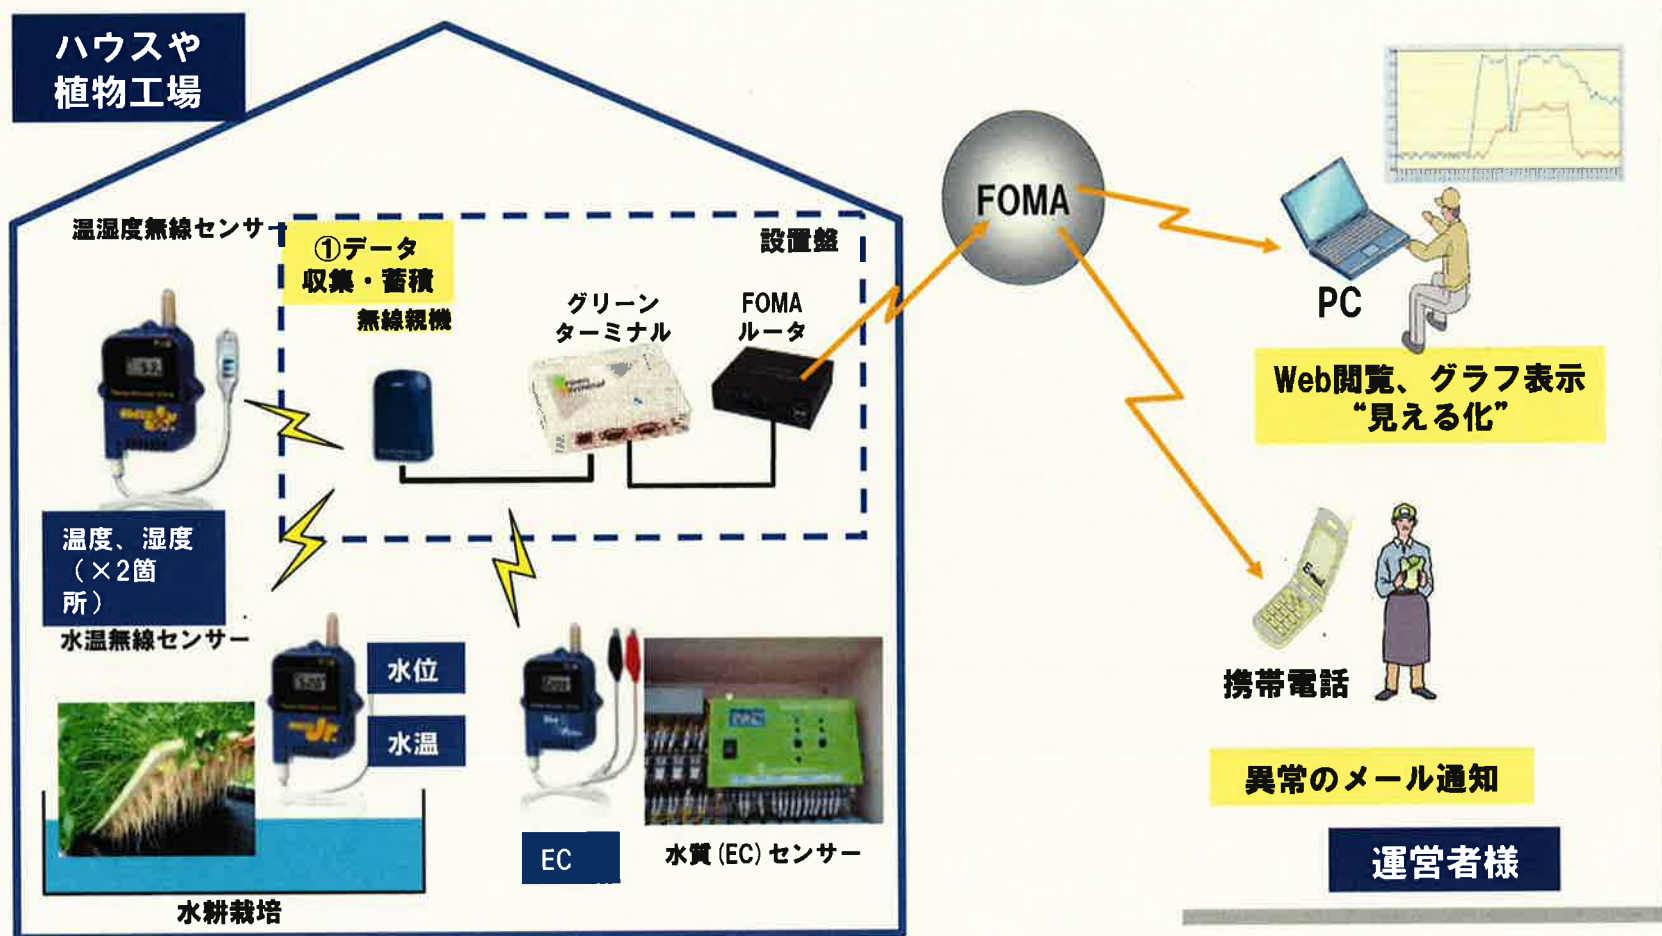 ハウスや
植物工場
温湿度無線センサー
①データ
収集・蓄積
設置盤
無線親機
グリーン
ターミナル
FOMA
ルータ
FOMA
PC
Web閲覧、グラフ表示
“見える化”
温度、湿度
（×2箇
所）
水温無線センサー
水位
水温
Jr.
EC
水質(EC)センサー
水耕栽培
E-mail
携帯電話
異常のメール通知
運営者様